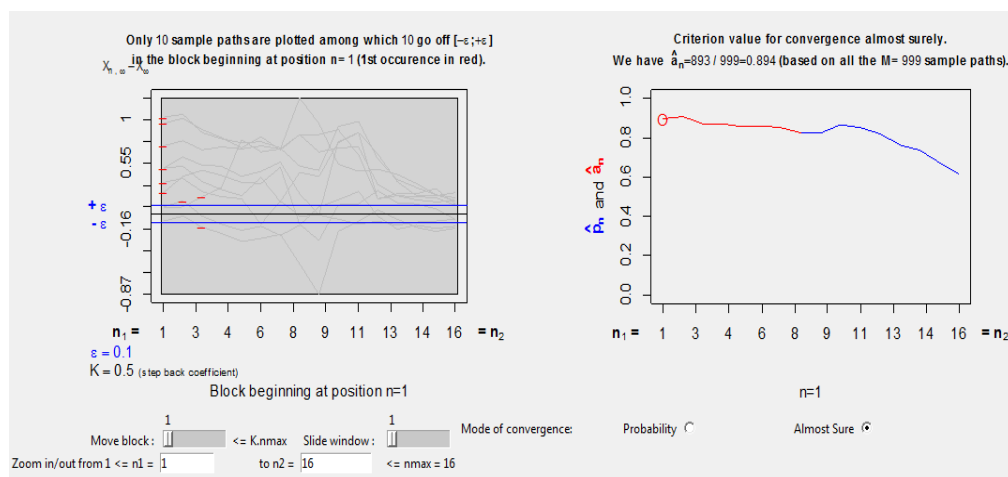 Only 10 sample paths are plotted among which 10 go off [−ε;+ε]
in the block beginning at position n= 1 (1st occurence in red).
Xn, ω −Xω
1
0.55
+ ε
- ε
-0.16
-0.87
n1 = 1 3 4 6 8 9 11 13 14 16 = n2
ε = 0.1
K = 0.5 (step back coefficient)
Block beginning at position n=1
Criterion value for convergence almost surely.
We have ân=893 / 999=0.894 (based on all the M= 999 sample paths).
p̂n and ân
1.0
0.8
0.6
0.4
0.2
0.0
n1 = 1 3 4 6 8 9 11 13 14 16 = n2
n=1
1
1
Move block : <= K.nmax Slide window :
Mode of convergence: Probability Almost Sure
Zoom in/out from 1 <= n1 = 1 to n2 = 16 <= nmax = 16